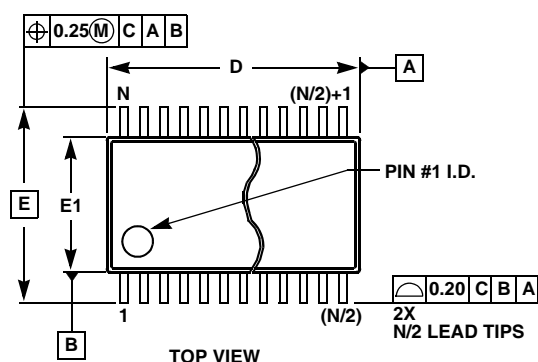 ⌖ 0.25 Ⓜ C A B
D
A
N
(N/2)+1
PIN #1 I.D.
E
E1
⌓ 0.20 C B A
2X
N/2 LEAD TIPS
1
(N/2)
B
TOP VIEW